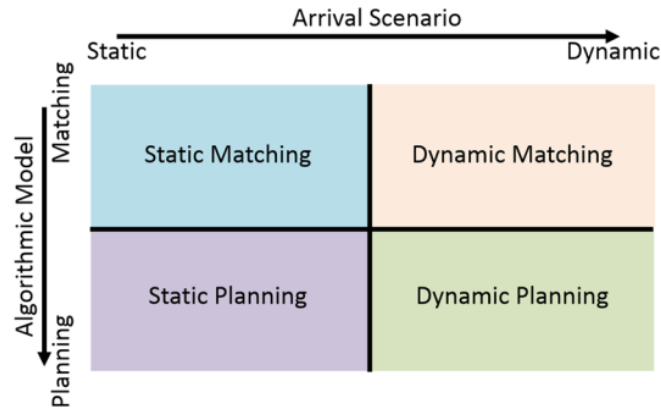 Arrival Scenario
Static
Dynamic
Algorithmic Model
Matching
Planning
Static Matching
Dynamic Matching
Static Planning
Dynamic Planning